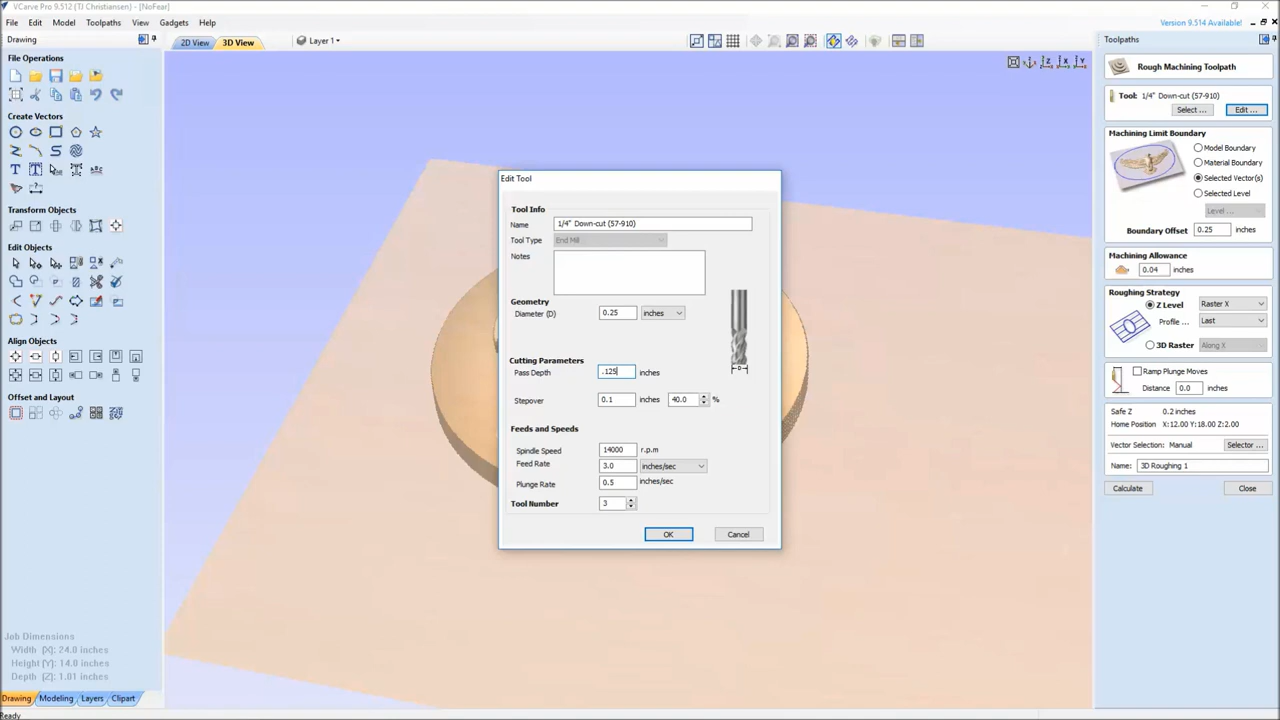 VCarve Pro 9.512 {TJ Christiansen} - [NoFear]
File Edit Model Toolpaths View Gadgets Help
Version 9.514 Available!
Drawing
2D View 3D View
Layer 1
Toolpaths
File Operations
Create Vectors
Transform Objects
Edit Objects
Align Objects
Offset and Layout
Job Dimensions
Width (X): 24.0 inches
Height (Y): 14.0 inches
Depth (Z): 1.01 inches
Drawing Modeling Layers Clipart
Ready
Edit Tool
Tool Info
Name 1/4" Down-cut (57-910)
Tool Type End Mill
Notes
Geometry
Diameter (D) 0.25 inches
Cutting Parameters
Pass Depth .125 inches
Stepover 0.1 inches 40.0 %
Feeds and Speeds
Spindle Speed 14000 r.p.m
Feed Rate 3.0 inches/sec
Plunge Rate 0.5 inches/sec
Tool Number 3
OK Cancel
D
Rough Machining Toolpath
Tool: 1/4" Down-cut (57-910)
Select ... Edit ...
Machining Limit Boundary
Model Boundary
Material Boundary
Selected Vector(s)
Selected Level
Level ...
Boundary Offset 0.25 inches
Machining Allowance
0.04 inches
Roughing Strategy
Z Level Raster X
Profile ... Last
3D Raster Along X
Ramp Plunge Moves
Distance 0.0 inches
Safe Z 0.2 inches
Home Position X:12.00 Y:18.00 Z:2.00
Vector Selection: Manual Selector ...
Name: 3D Roughing 1
Calculate Close